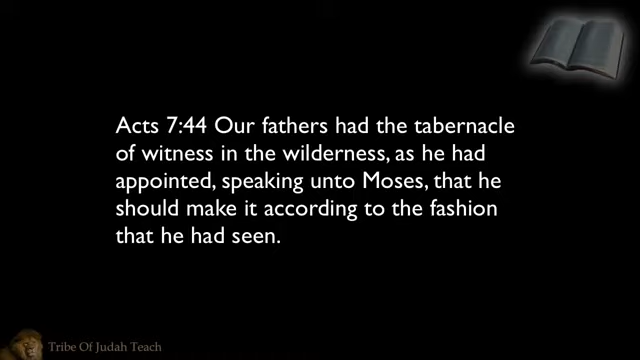 Acts 7:44 Our fathers had the tabernacle
of witness in the wilderness, as he had
appointed, speaking unto Moses, that he
should make it according to the fashion
that he had seen.
Tribe Of Judah Teach